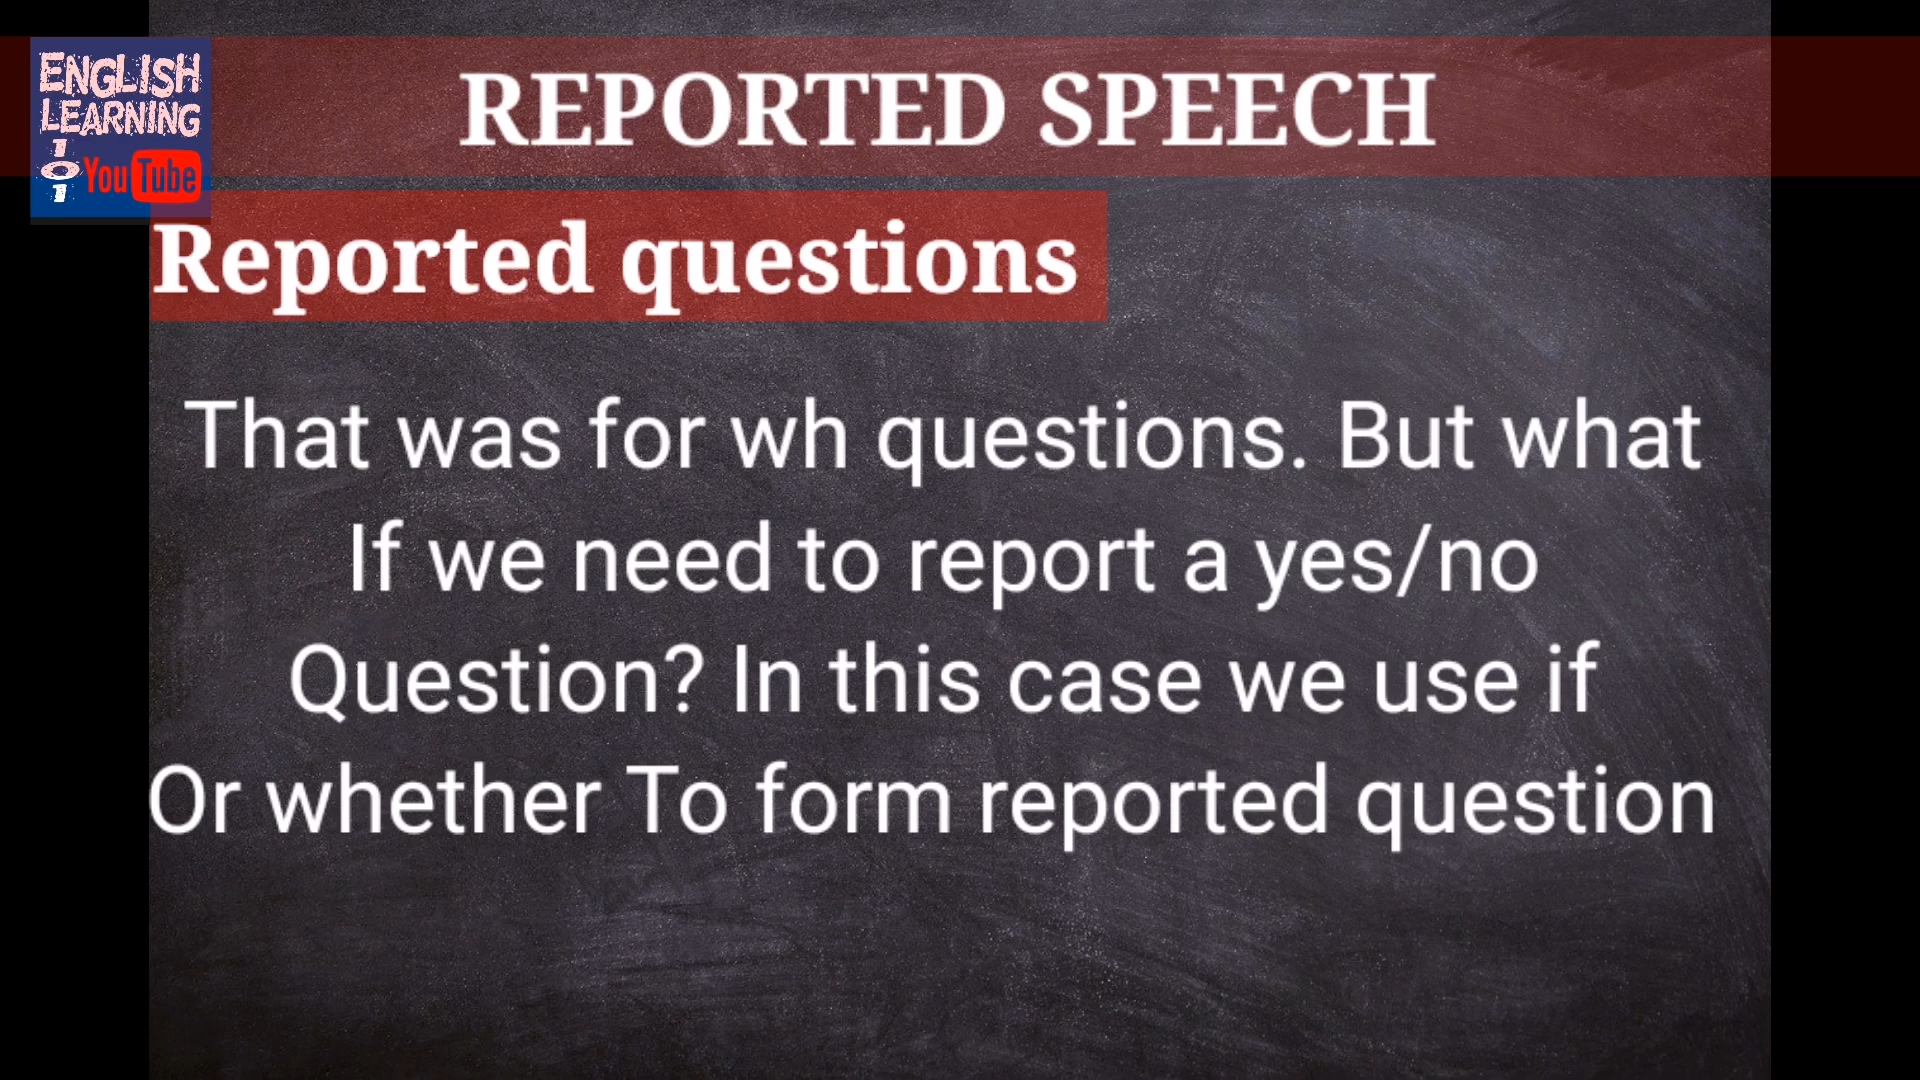 ENGLISH
LEARNING
101
YouTube
REPORTED SPEECH
Reported questions
That was for wh questions. But what
If we need to report a yes/no
Question? In this case we use if
Or whether To form reported question